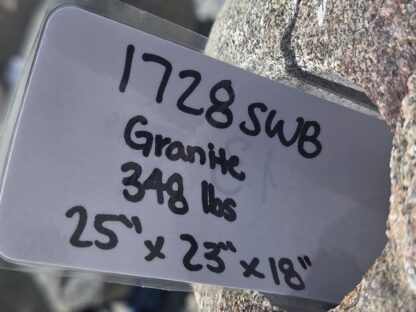 1728 SWB
Granite
348 lbs
25" x 23" x 18"